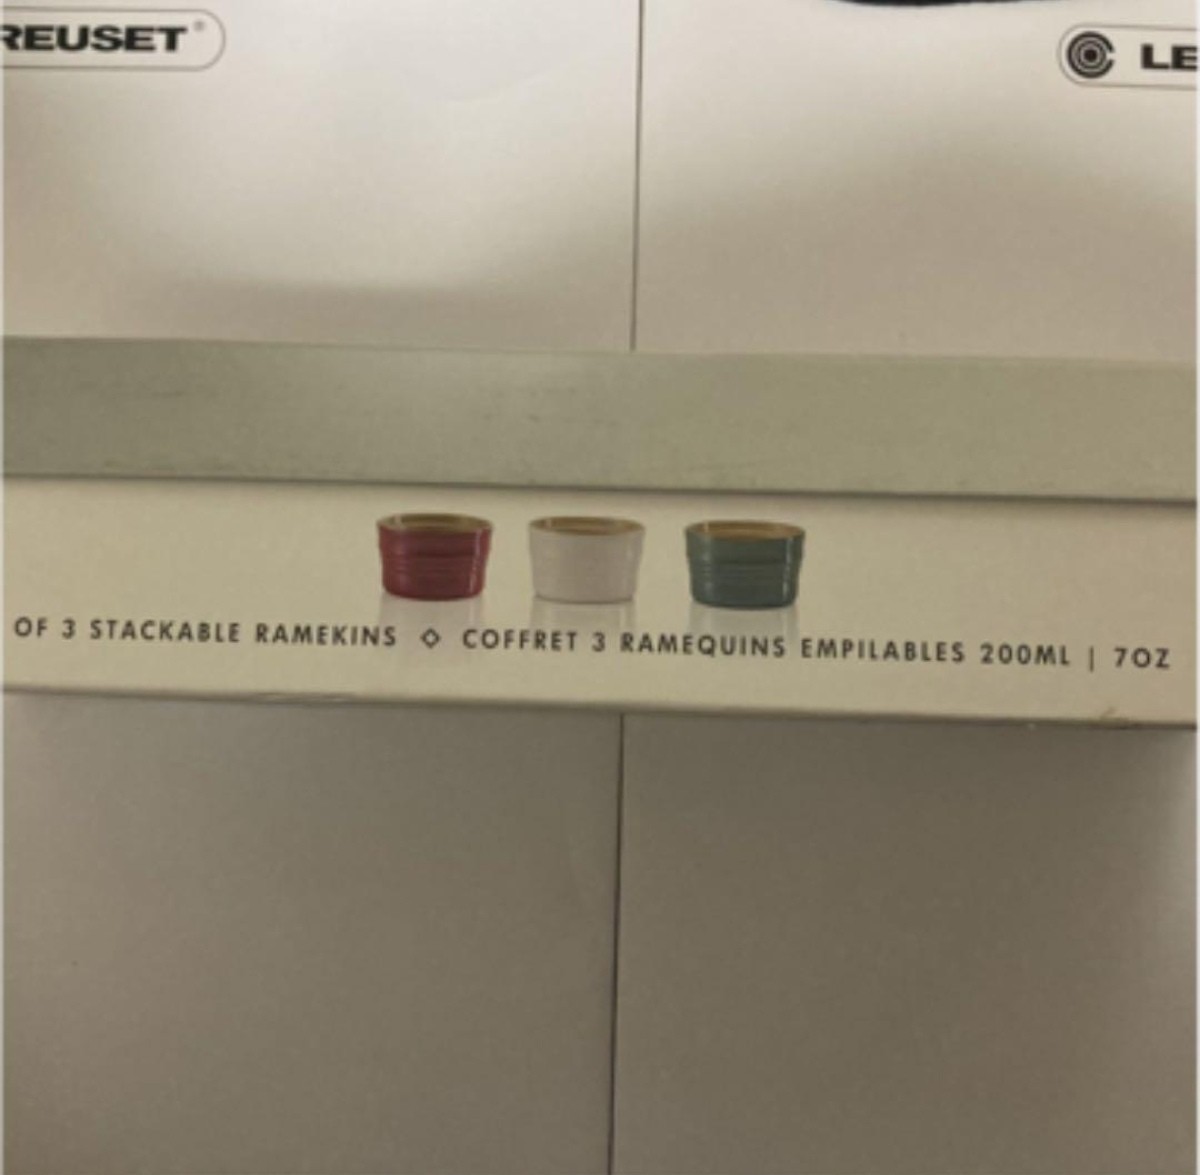 REUSET®
LE
OF 3 STACKABLE RAMEKINS ◇ COFFRET 3 RAMEQUINS EMPILABLES 200ML | 7OZ